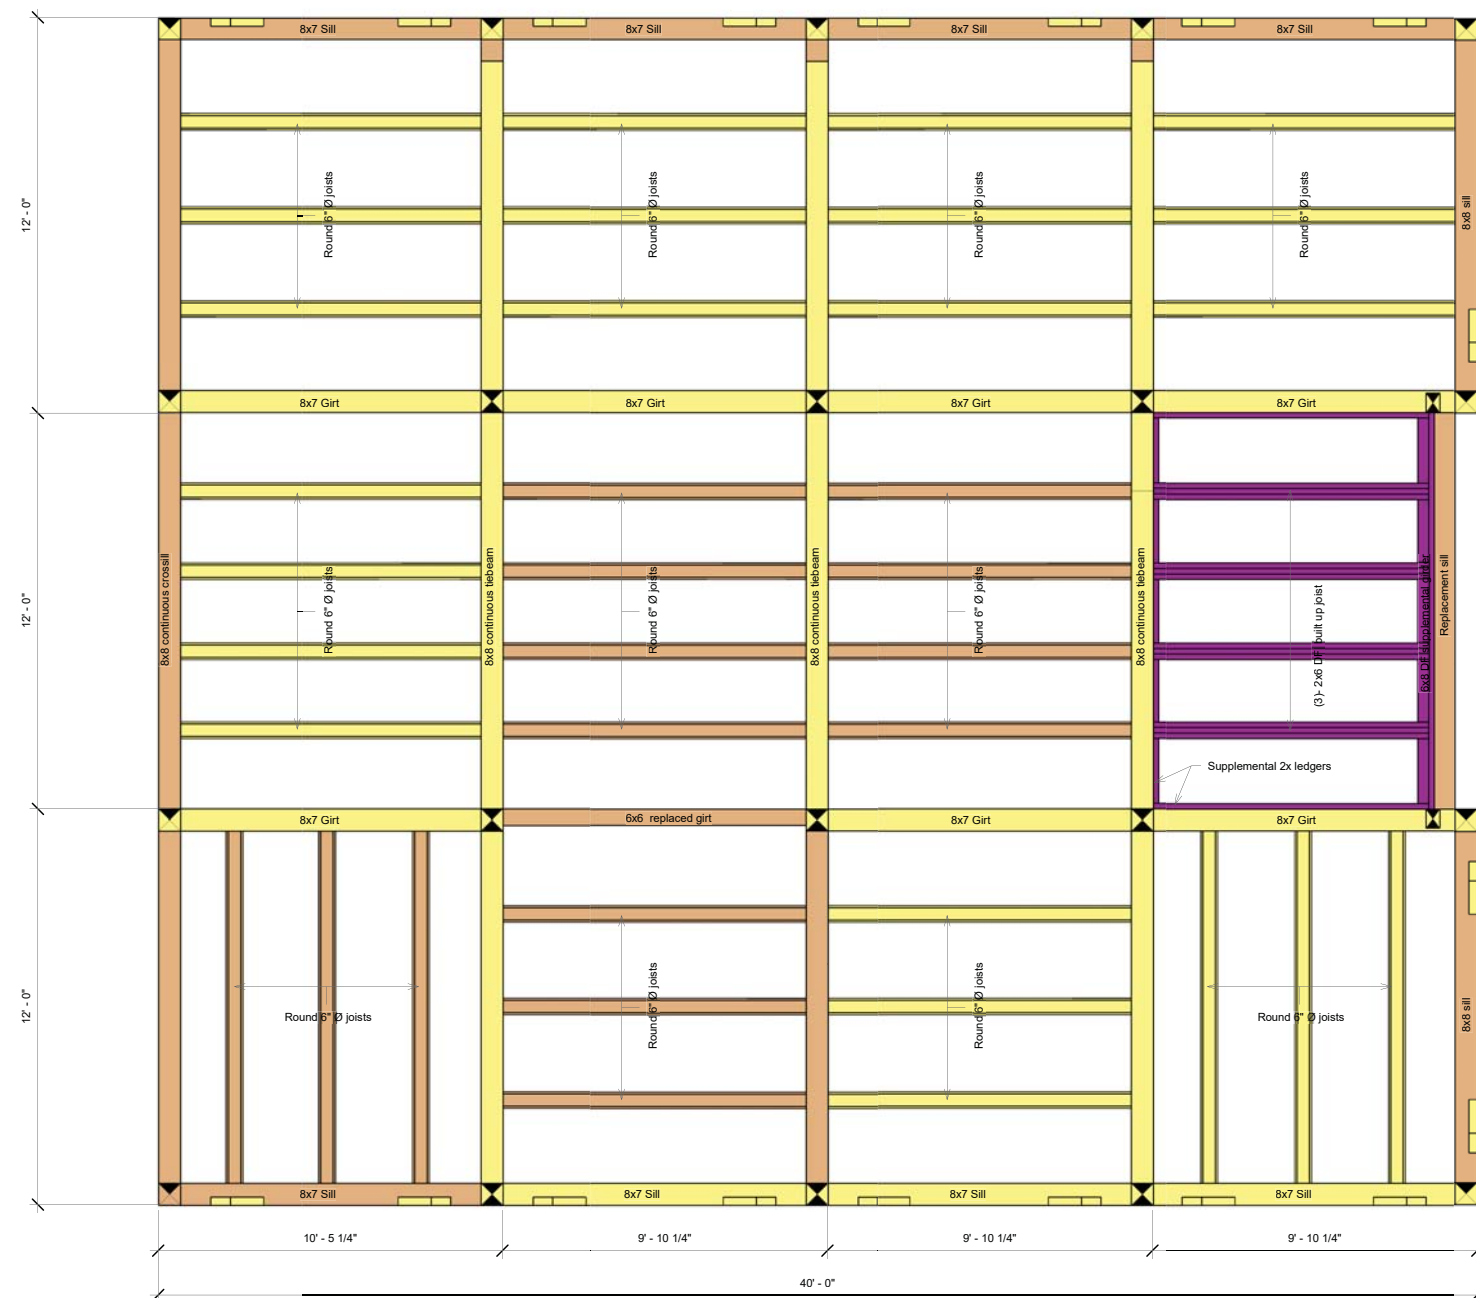 8x7 Sill
8x7 Sill
8x7 Sill
8x7 Sill
12' - 0"
Round 6" Ø joists
Round 6" Ø joists
Round 6" Ø joists
Round 6" Ø joists
8x8 sill
8x7 Girt
8x7 Girt
8x7 Girt
8x7 Girt
12' - 0"
8x8 continuous crossill
Round 6" Ø joists
8x8 continuous tiebeam
Round 6" Ø joists
8x8 continuous tiebeam
Round 6" Ø joists
8x8 continuous tiebeam
(3)- 2x6 DF built up joist
6x8 DF supplemental girder
Replacement sill
Supplemental 2x ledgers
8x7 Girt
6x6 replaced girt
8x7 Girt
8x7 Girt
12' - 0"
Round 6" Ø joists
Round 6" Ø joists
Round 6" Ø joists
Round 6" Ø joists
8x8 sill
8x7 Sill
8x7 Sill
8x7 Sill
8x7 Sill
10' - 5 1/4"
9' - 10 1/4"
9' - 10 1/4"
9' - 10 1/4"
40' - 0"